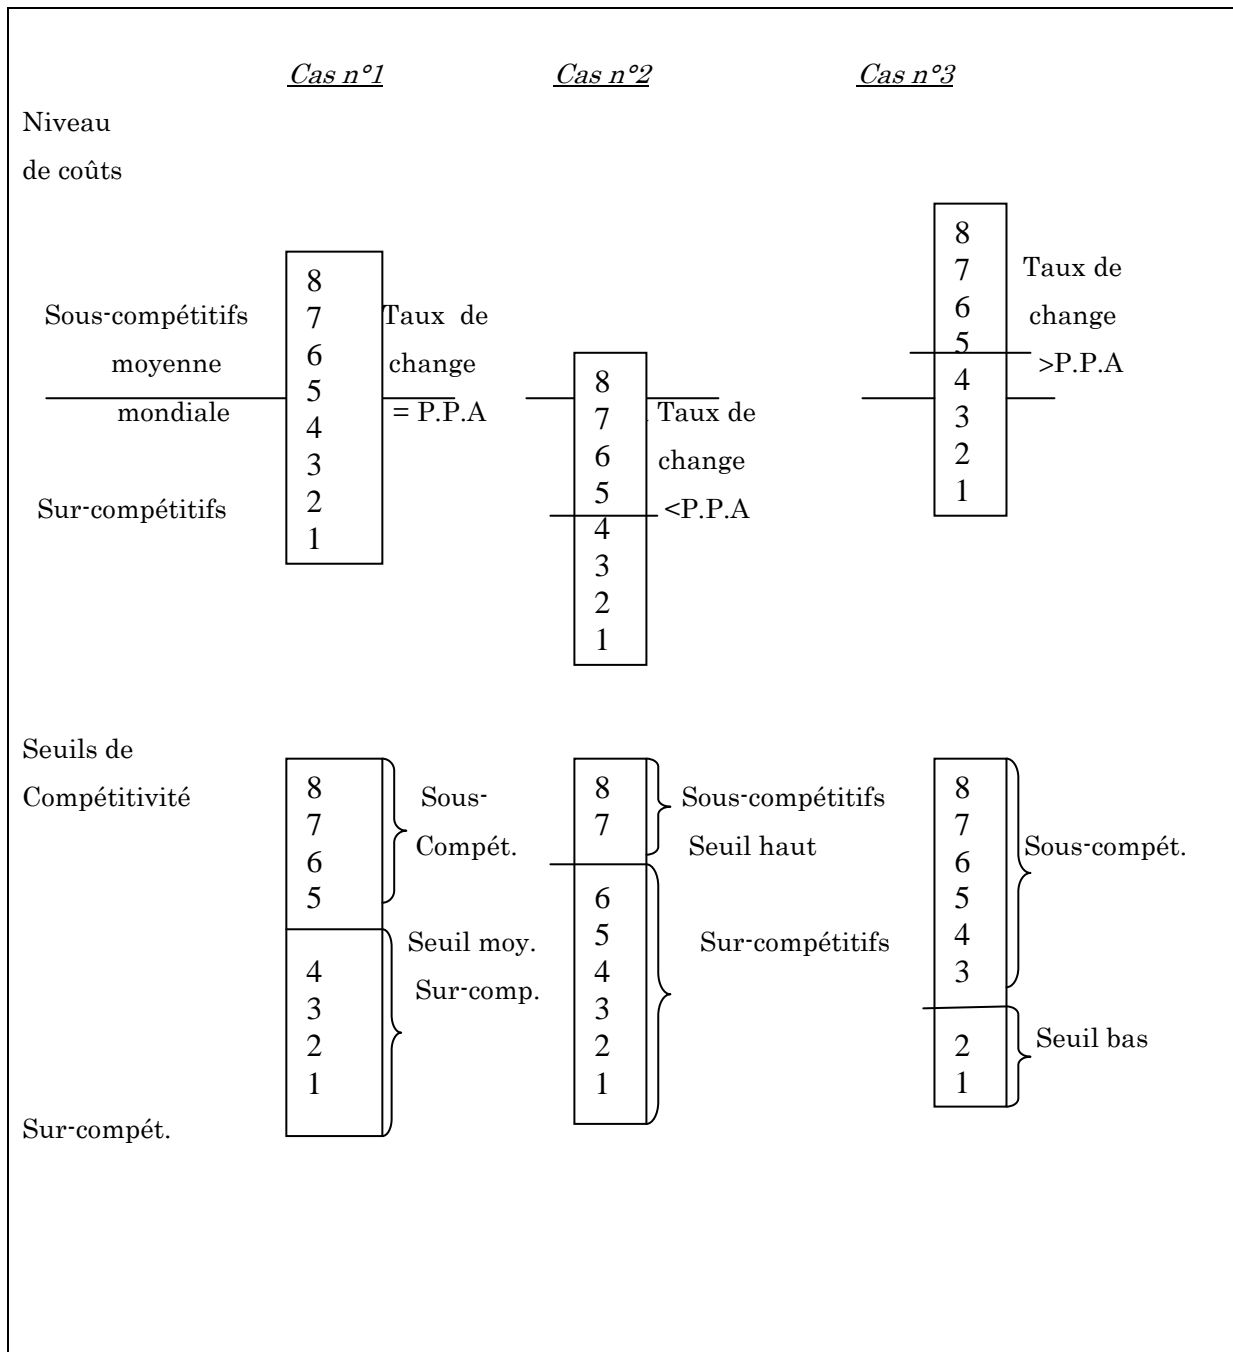 Cas n°1 Cas n°2 Cas n°3
Niveau
de coûts
Sous-compétitifs
moyenne
mondiale
Sur-compétitifs
8
7
6
5
4
3
2
1
Taux de
change
= P.P.A
8
7
6
5
4
3
2
1
Taux de
change
<P.P.A
8
7
6
5
4
3
2
1
Taux de
change
>P.P.A
Seuils de
Compétitivité
Sur-compét.
8
7
6
5
4
3
2
1
Sous-
Compét.
Seuil moy.
Sur-comp.
8
7
6
5
4
3
2
1
Sous-compétitifs
Seuil haut
Sur-compétitifs
8
7
6
5
4
3
2
1
Sous-compét.
Seuil bas